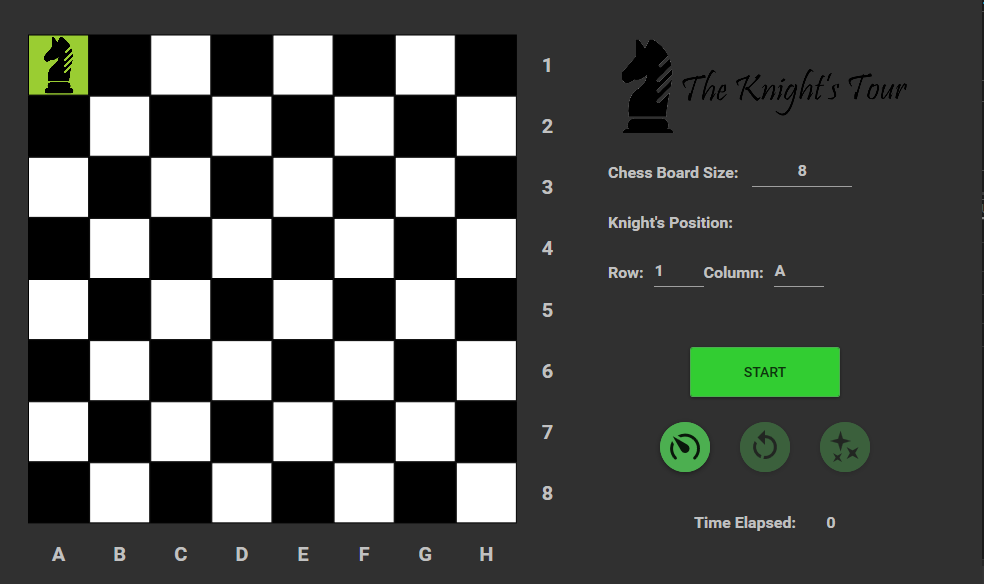 1
2
3
4
5
6
7
8
A B C D E F G H
The Knight's Tour
Chess Board Size: 8
Knight's Position:
Row: 1 Column: A
START
Time Elapsed: 0